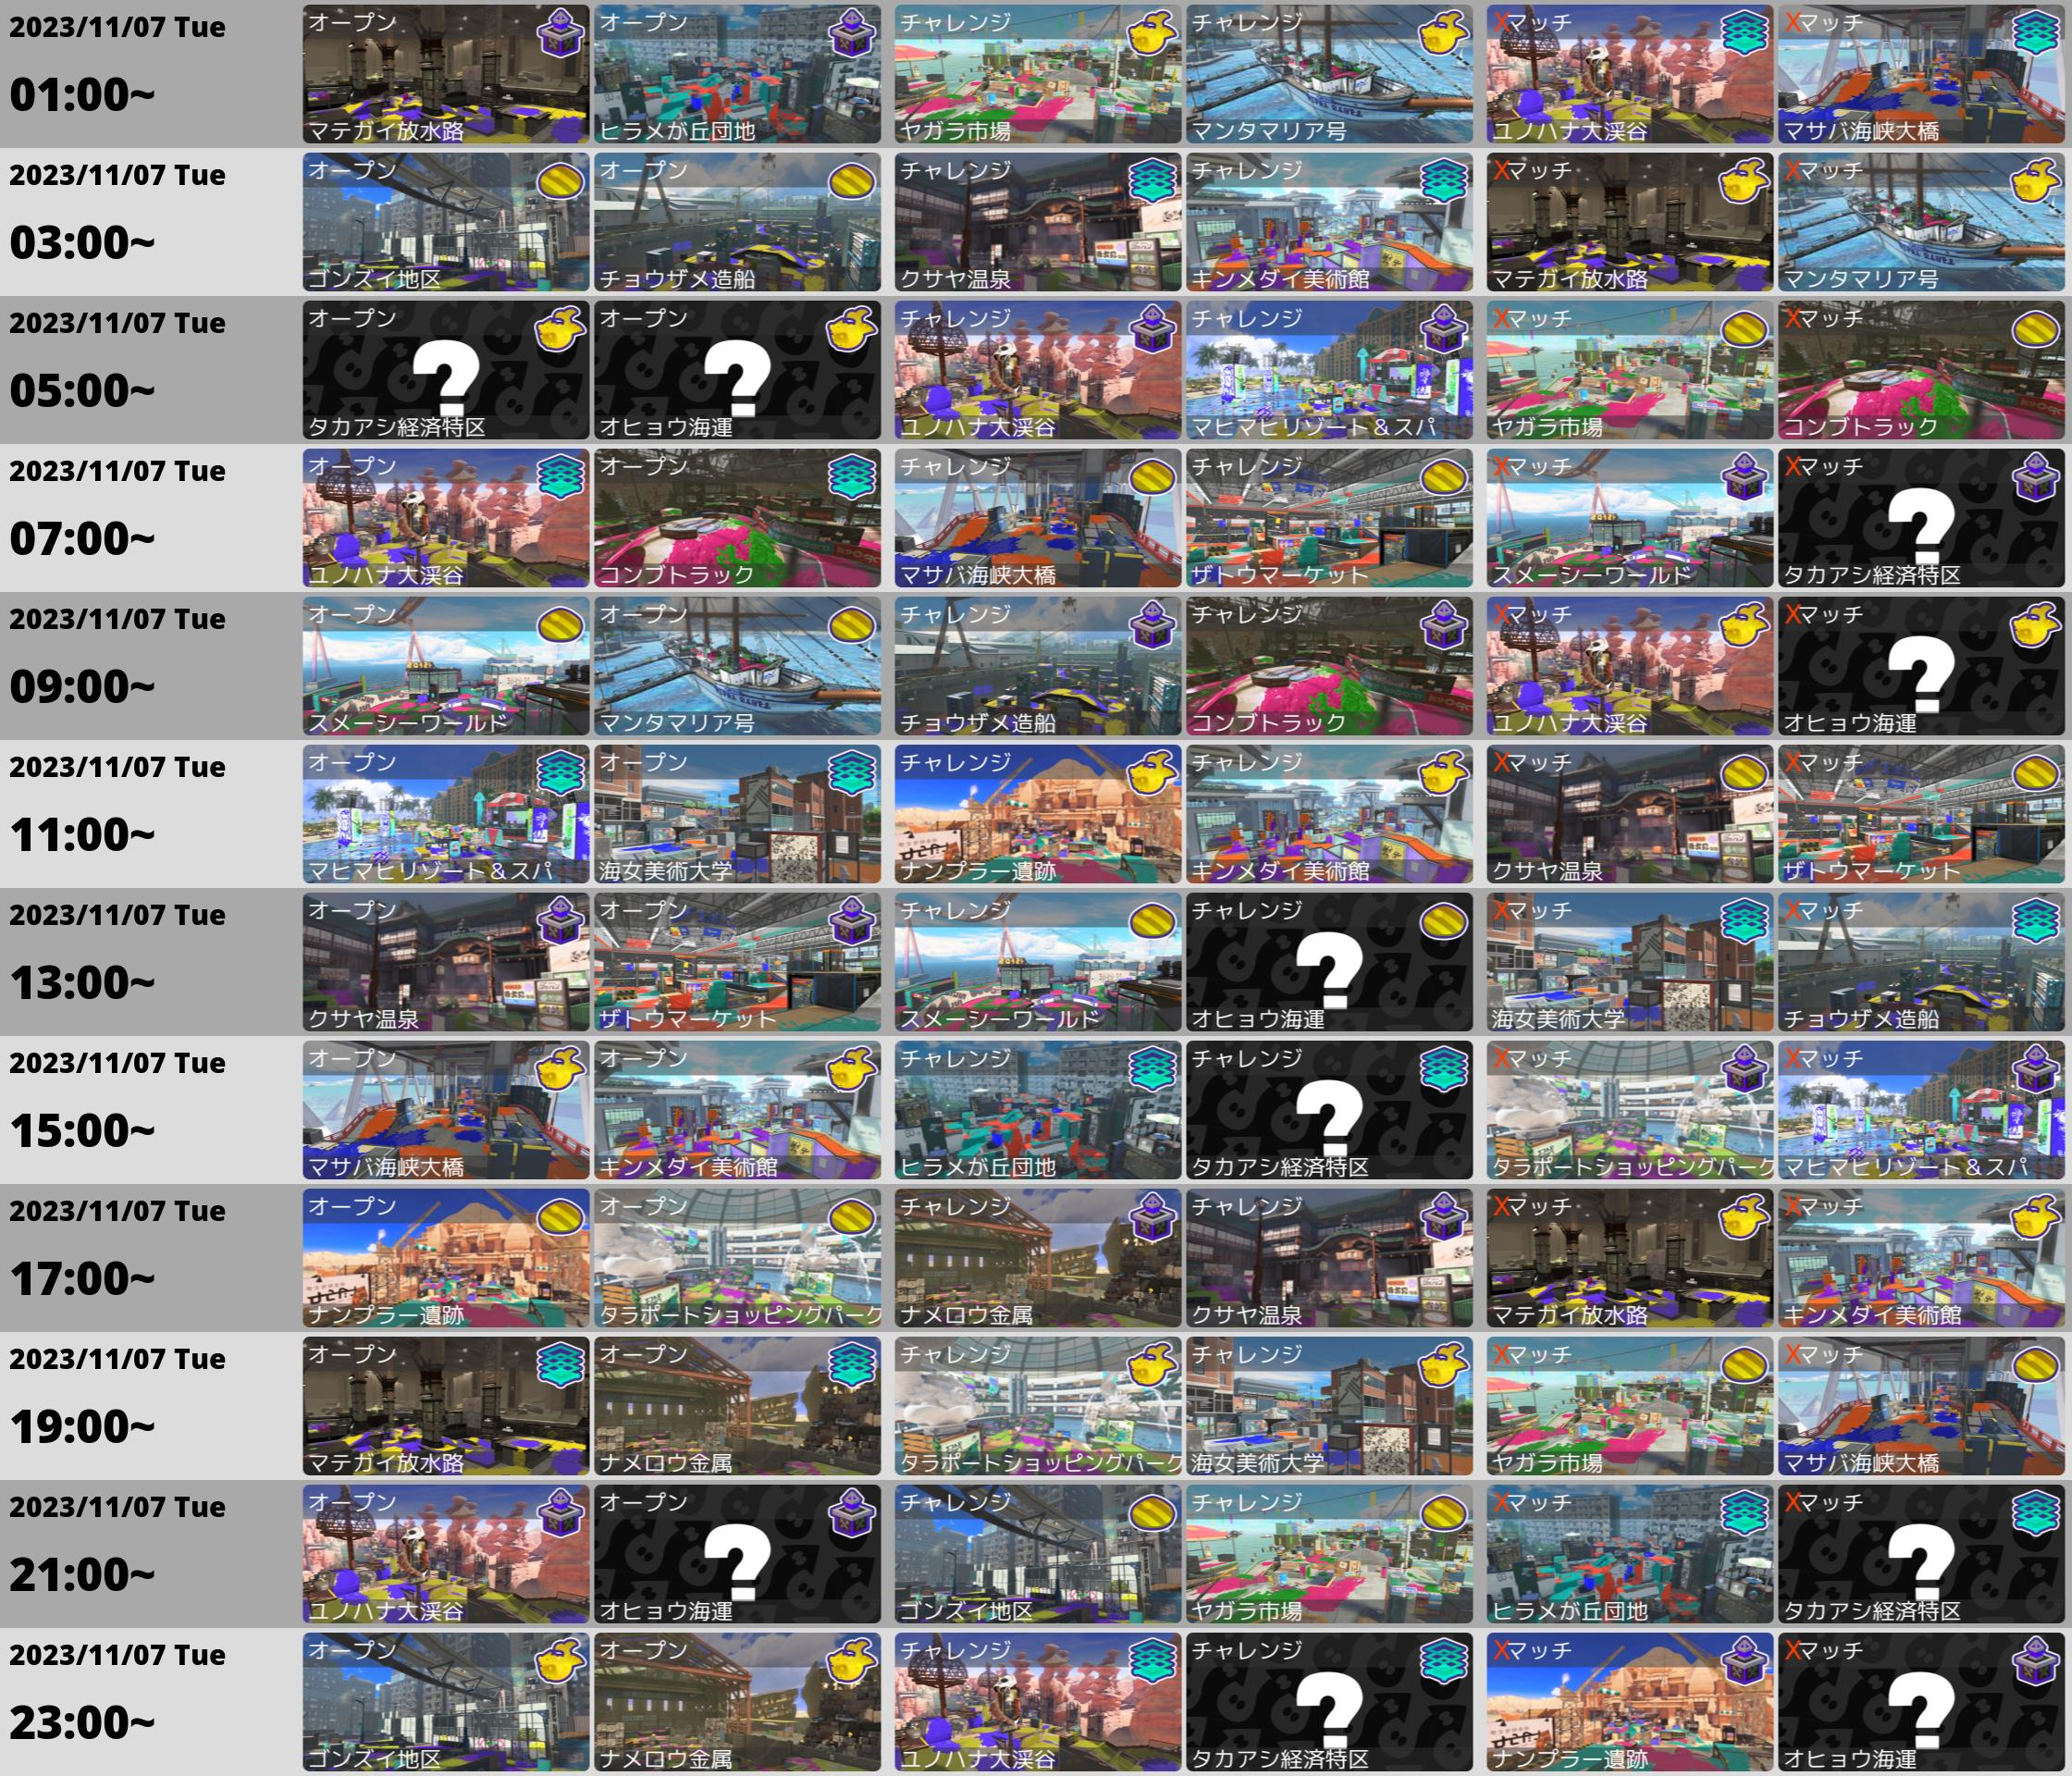 2023/11/07 Tue
01:00~
オープン
マテガイ放水路
オープン
ヒラメが丘団地
チャレンジ
ヤガラ市場
チャレンジ
マンタマリア号
Xマッチ
ユノハナ大渓谷
Xマッチ
マサバ海峡大橋
2023/11/07 Tue
03:00~
オープン
ゴンズイ地区
オープン
チョウザメ造船
チャレンジ
クサヤ温泉
チャレンジ
キンメダイ美術館
Xマッチ
マテガイ放水路
Xマッチ
マンタマリア号
2023/11/07 Tue
05:00~
オープン
?
タカアシ経済特区
オープン
?
オヒョウ海運
チャレンジ
ユノハナ大渓谷
チャレンジ
マヒマヒリゾート&スパ
Xマッチ
ヤガラ市場
Xマッチ
コンブトラック
2023/11/07 Tue
07:00~
オープン
ユノハナ大渓谷
オープン
コンブトラック
チャレンジ
マサバ海峡大橋
チャレンジ
ザトウマーケット
Xマッチ
スメーシーワールド
Xマッチ
?
タカアシ経済特区
2023/11/07 Tue
09:00~
オープン
スメーシーワールド
オープン
マンタマリア号
チャレンジ
チョウザメ造船
チャレンジ
コンブトラック
Xマッチ
ユノハナ大渓谷
Xマッチ
?
オヒョウ海運
2023/11/07 Tue
11:00~
オープン
マヒマヒリゾート&スパ
オープン
海女美術大学
チャレンジ
ナンプラー遺跡
チャレンジ
キンメダイ美術館
Xマッチ
クサヤ温泉
Xマッチ
ザトウマーケット
2023/11/07 Tue
13:00~
オープン
クサヤ温泉
オープン
ザトウマーケット
チャレンジ
スメーシーワールド
チャレンジ
?
オヒョウ海運
Xマッチ
海女美術大学
Xマッチ
チョウザメ造船
2023/11/07 Tue
15:00~
オープン
マサバ海峡大橋
オープン
キンメダイ美術館
チャレンジ
ヒラメが丘団地
チャレンジ
?
タカアシ経済特区
Xマッチ
タラポートショッピングパーク
Xマッチ
マヒマヒリゾート&スパ
2023/11/07 Tue
17:00~
オープン
ナンプラー遺跡
オープン
タラポートショッピングパーク
チャレンジ
ナメロウ金属
チャレンジ
クサヤ温泉
Xマッチ
マテガイ放水路
Xマッチ
キンメダイ美術館
2023/11/07 Tue
19:00~
オープン
マテガイ放水路
オープン
ナメロウ金属
チャレンジ
タラポートショッピングパーク
チャレンジ
海女美術大学
Xマッチ
ヤガラ市場
Xマッチ
マサバ海峡大橋
2023/11/07 Tue
21:00~
オープン
ユノハナ大渓谷
オープン
?
オヒョウ海運
チャレンジ
ゴンズイ地区
チャレンジ
ヤガラ市場
Xマッチ
ヒラメが丘団地
Xマッチ
?
タカアシ経済特区
2023/11/07 Tue
23:00~
オープン
ゴンズイ地区
オープン
ナメロウ金属
チャレンジ
ユノハナ大渓谷
チャレンジ
?
タカアシ経済特区
Xマッチ
ナンプラー遺跡
Xマッチ
?
オヒョウ海運